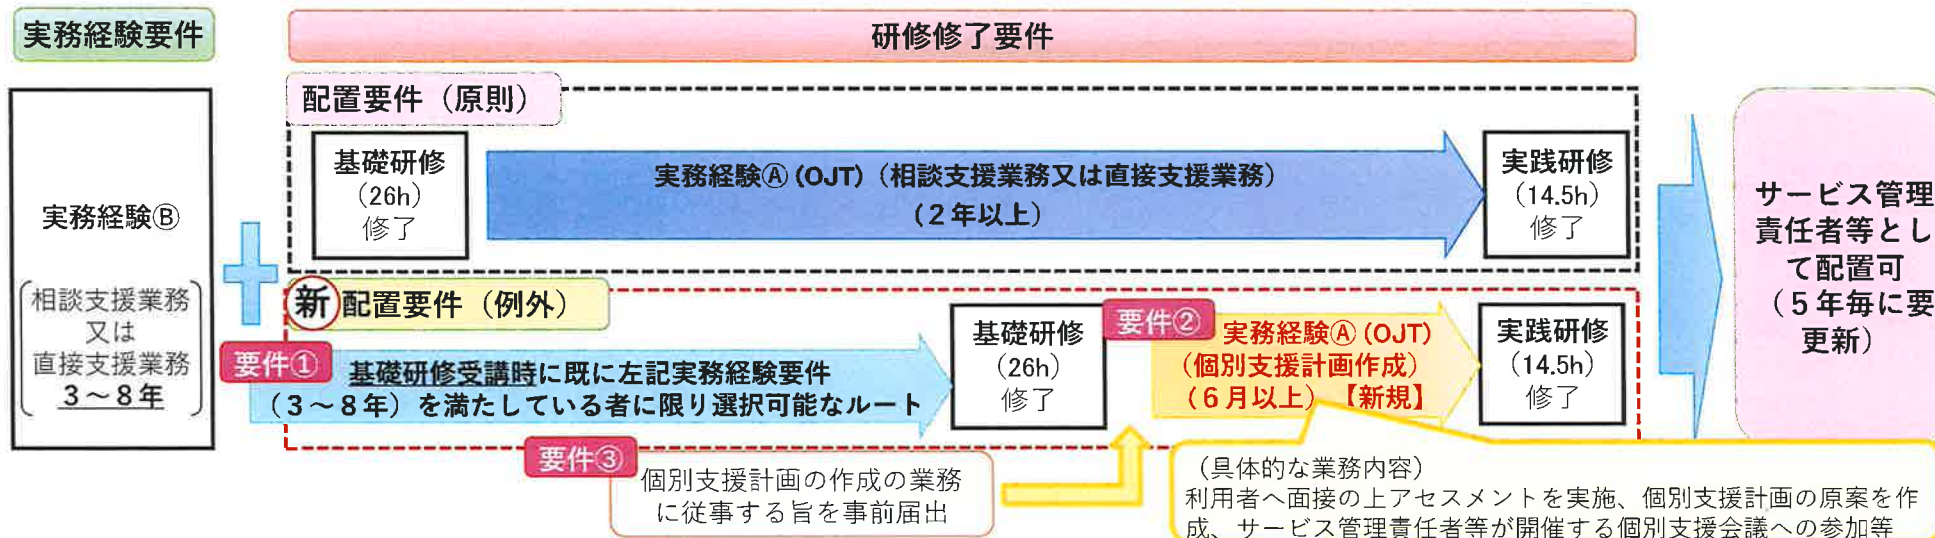 実務経験要件
研修修了要件
実務経験Ⓑ
相談支援業務
又は
直接支援業務
3～8年
配置要件（原則）
基礎研修
(26h)
修了
実務経験Ⓐ (OJT)（相談支援業務又は直接支援業務）
（２年以上）
実践研修
(14.5h)
修了
新 配置要件（例外）
要件①
基礎研修受講時に既に左記実務経験要件
（３～８年）を満たしている者に限り選択可能なルート
基礎研修
(26h)
修了
要件②
実務経験Ⓐ (OJT)
（個別支援計画作成）
（６月以上）【新規】
実践研修
(14.5h)
修了
要件③
個別支援計画の作成の業務
に従事する旨を事前届出
（具体的な業務内容）
利用者へ面接の上アセスメントを実施、個別支援計画の原案を作
成、サービス管理責任者等が開催する個別支援会議への参加等
サービス管理
責任者等とし
て配置可
（５年毎に要
更新）